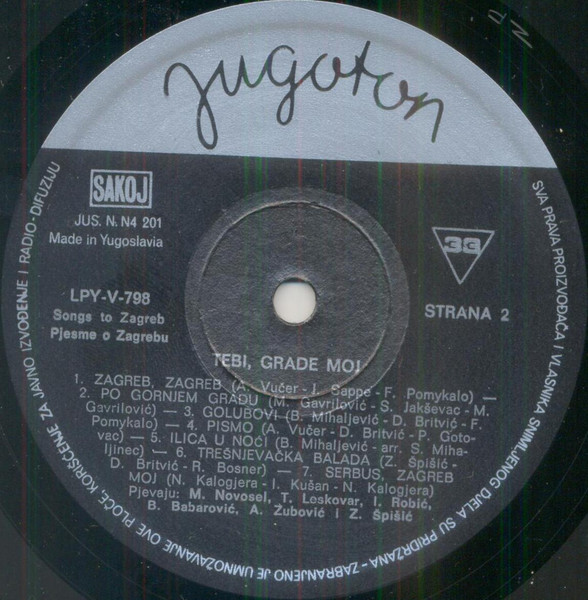 jugoton
SAKOJ
JUS. N. N4 201
Made in Yugoslavia
33
LPY-V-798
STRANA 2
Songs to Zagreb
Pjesme o Zagrebu
TEBI, GRADE MOJ
1. ZAGREB, ZAGREB (A. Vučer - I. Sappe - F. Pomykalo) —
2. PO GORNJEM GRADU (M. Gavrilović - S. Jakševac - M.
Gavrilović) — 3. GOLUBOVI (B. Mihaljević - D. Britvić - F.
Pomykalo) — 4. PISMO (A. Vučer - D. Britvić - P. Goto-
vac) — 5. ILICA U NOĆI (B. Mihaljević - arr. S. Miha-
ljinec) — 6. TREŠNJEVAČKA BALADA (Z. Špišić -
D. Britvić - R. Bosner) — 7. SERBUS, ZAGREB
MOJ (N. Kalogjera - I. Kušan - N. Kalogjera)
Pjevaju: M. Novosel, T. Leskovar, I. Robić,
B. Babarović, A. Zubović i Z. Špišić
SVA PRAVA PROIZVOĐAČA I VLASNIKA SNIMLJENOG DJELA SU PRIDRŽANA - ZABRANJENO JE UMNOŽAVANJE OVE PLOČE, KORIŠĆENJE ZA JAVNO IZVOĐENJE I RADIO-DIFUZIJU